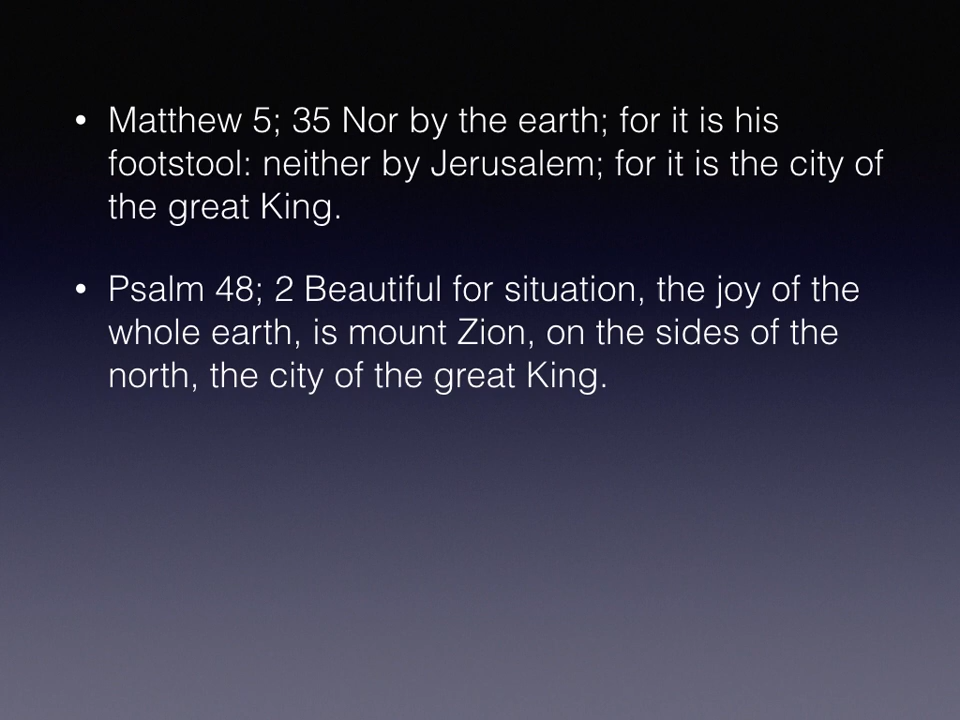 • Matthew 5; 35 Nor by the earth; for it is his
footstool: neither by Jerusalem; for it is the city of
the great King.
• Psalm 48; 2 Beautiful for situation, the joy of the
whole earth, is mount Zion, on the sides of the
north, the city of the great King.